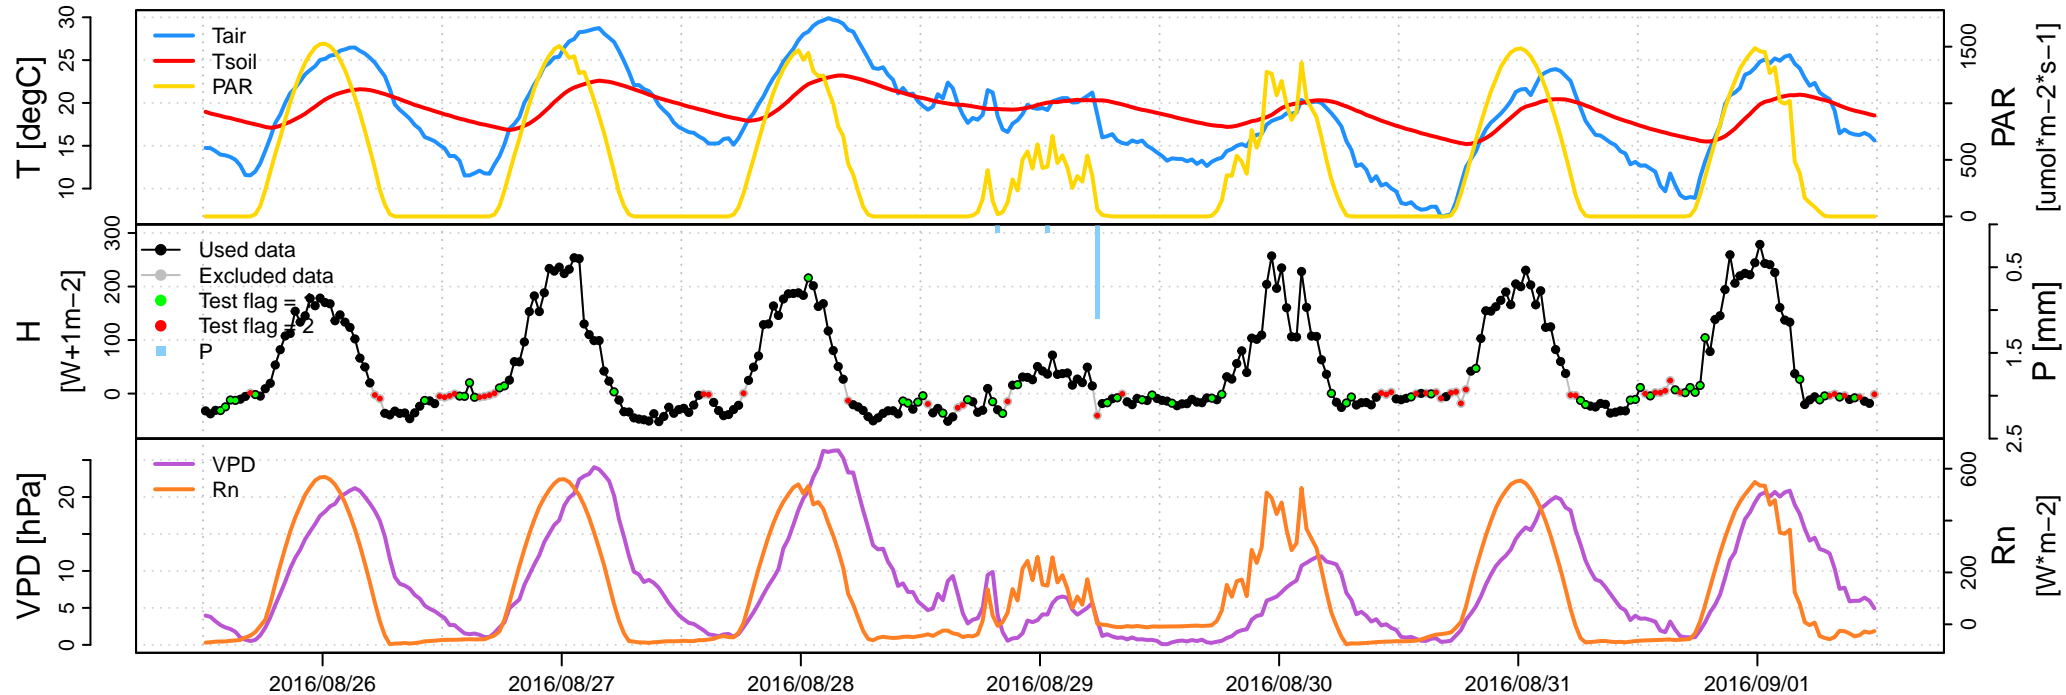 T [degC]
10 15 20 25 30
Tair
Tsoil
PAR
0 500 1500
PAR
[umol*m−2*s−1]
H
[W+1m−2]
0 100 200 300
Used data
Excluded data
Test flag =
Test flag = 2
P
0.5 1.5 2.5
P [mm]
VPD [hPa]
0 5 10 20
VPD
Rn
0 200 600
Rn
[W*m−2]
2016/08/26 2016/08/27 2016/08/28 2016/08/29 2016/08/30 2016/08/31 2016/09/01